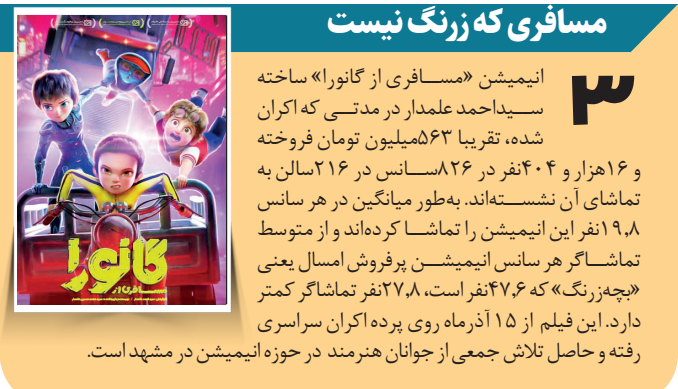 مسافری که زرنگ نیست
۳
انیمیشن «مسافری از گانورا» ساخته
سیداحمد علمدار در مدتی که اکران
شده، تقریبا ۵۶۳میلیون تومان فروخته
و ۱۶هزار و ۴۰۴نفر در ۸۲۶سانس در ۲۱۶سالن به
تماشای آن نشسته‌اند. به‌طور میانگین در هر سانس
۱۹,۸نفر این انیمیشن را تماشا کرده‌اند و از متوسط
تماشاگر هر سانس انیمیشن پرفروش امسال یعنی
«بچه‌زرنگ» که ۴۷,۶نفر است، ۲۷,۸نفر تماشاگر کمتر
دارد. این فیلم از ۱۵ آذرماه روی پرده اکران سراسری
رفته و حاصل تلاش جمعی از جوانان هنرمند در حوزه انیمیشن در مشهد است.
گانورا
مسافری از